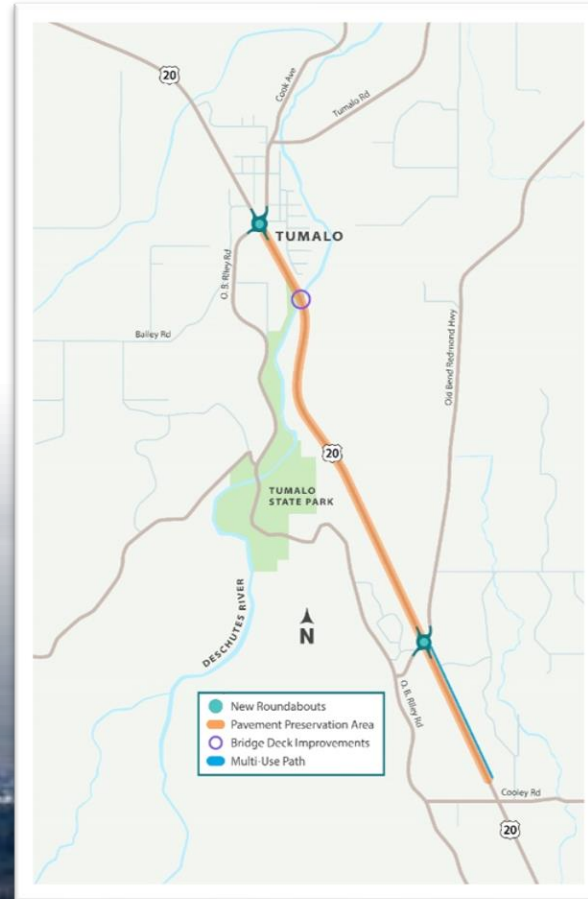 20
Cook Ave
Tumalo Rd
TUMALO
O. B. Riley Rd
Bailey Rd
Old Bend Redmond Hwy
20
TUMALO
STATE PARK
DESCHUTES RIVER
N
O. B. Riley Rd
New Roundabouts
Pavement Preservation Area
Bridge Deck Improvements
Multi-Use Path
Cooley Rd
20